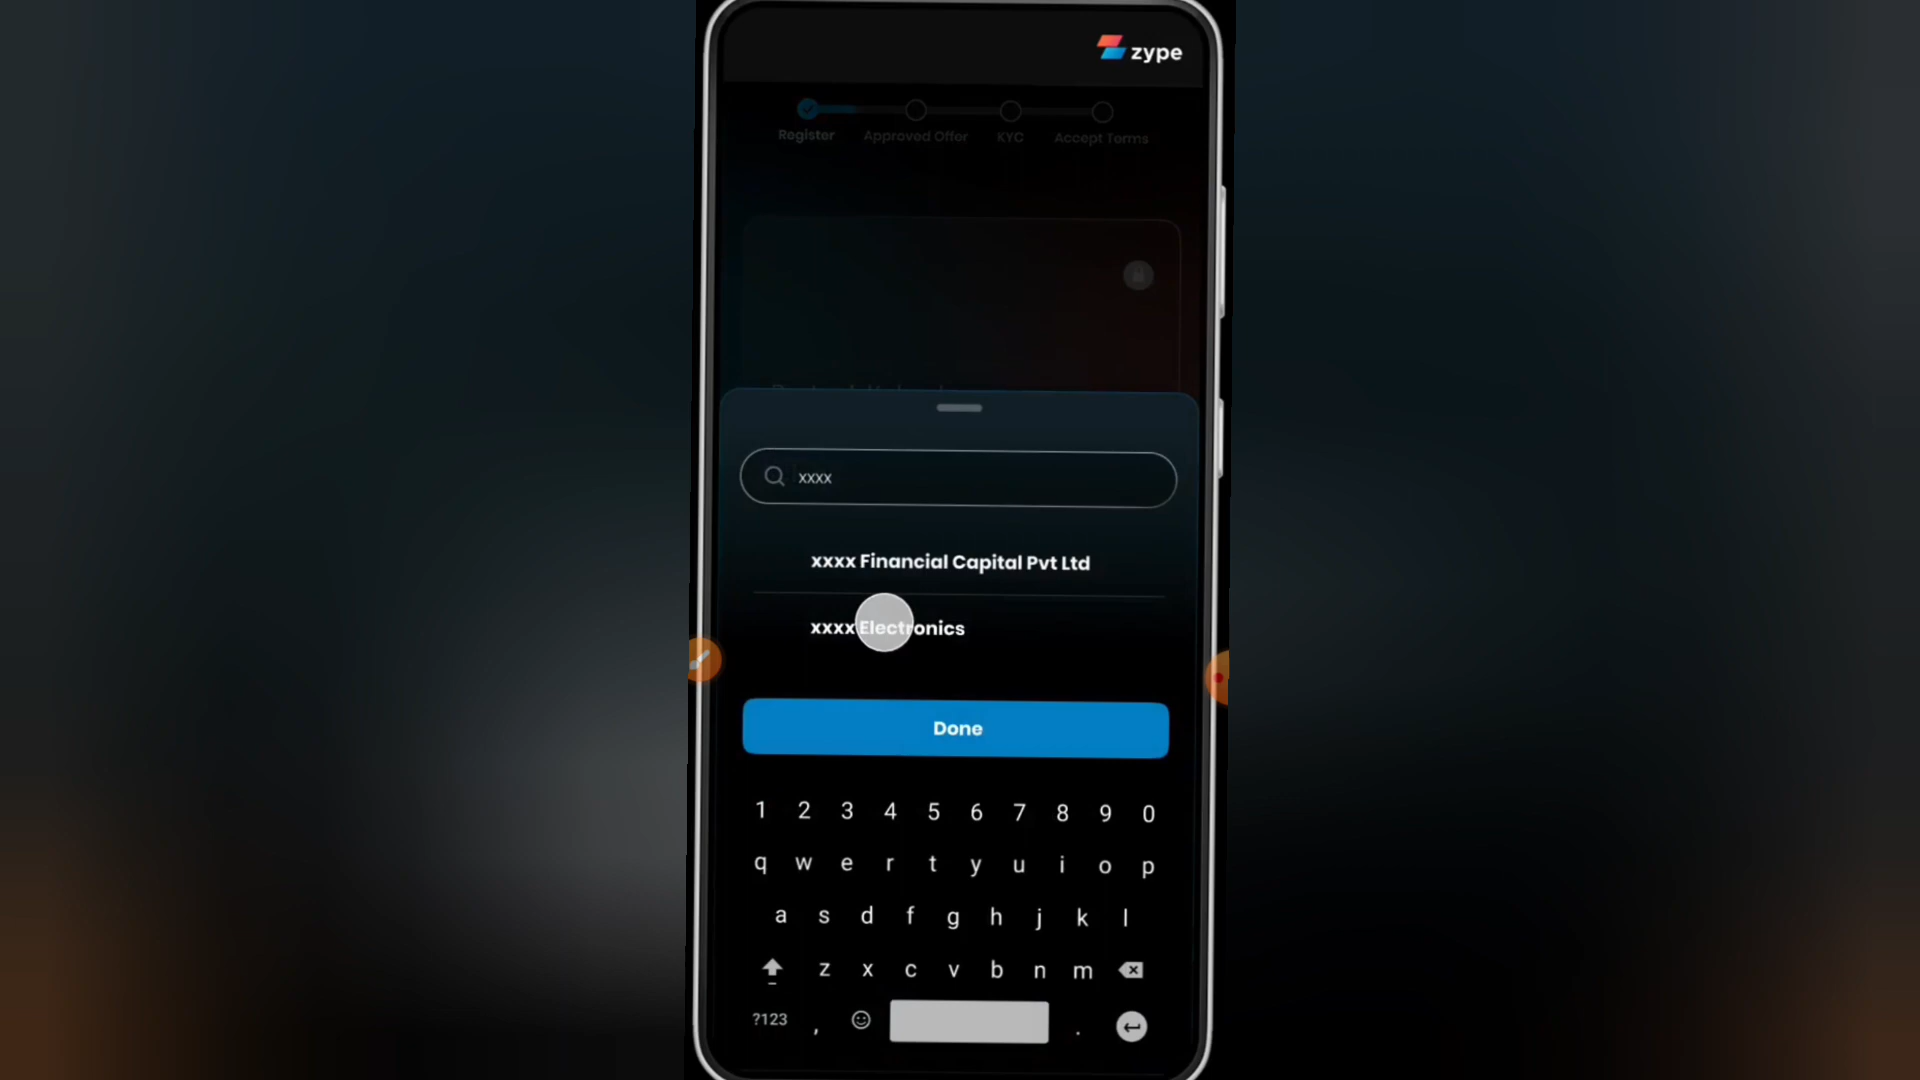 zype
Register Approved Offer KYC Accept Terms
xxxx
xxxx Financial Capital Pvt Ltd
xxxx Electronics
Done
1 2 3 4 5 6 7 8 9 0
q w e r t y u i o p
a s d f g h j k l
z x c v b n m
?123 , .